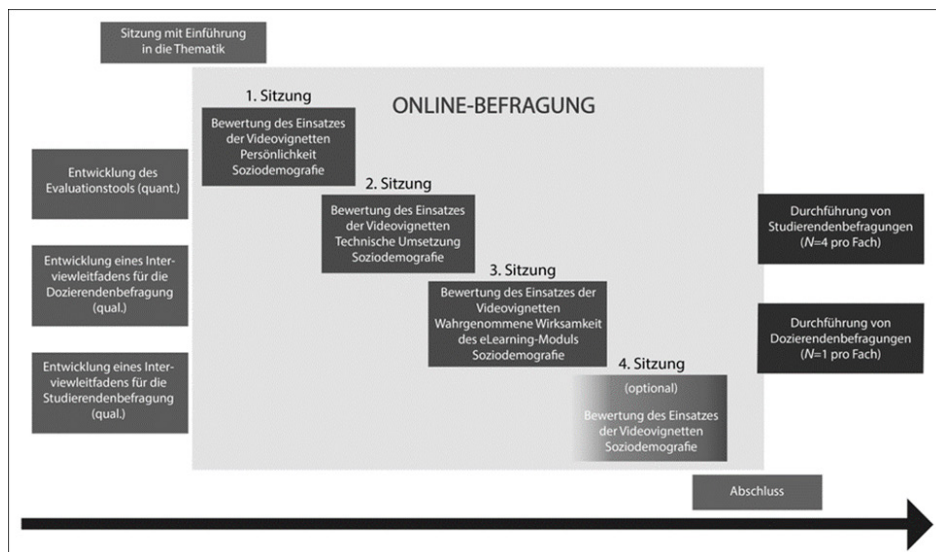 Sitzung mit Einführung
in die Thematik
ONLINE-BEFRAGUNG
1. Sitzung
Bewertung des Einsatzes
der Videovignetten
Persönlichkeit
Soziodemografie
Entwicklung des
Evaluationstools (quant.)
Entwicklung eines Inter-
viewleitfadens für die
Dozierendenbefragung
(qual.)
Entwicklung eines Inter-
viewleitfadens für die
Studierendenbefragung
(qual.)
2. Sitzung
Bewertung des Einsatzes
der Videovignetten
Technische Umsetzung
Soziodemografie
3. Sitzung
Bewertung des Einsatzes der
Videovignetten
Wahrgenommene Wirksamkeit
des eLearning-Moduls
Soziodemografie
4. Sitzung
(optional)
Bewertung des Einsatzes
der Videovignetten
Soziodemografie
Durchführung von
Studierendenbefragungen
(N=4 pro Fach)
Durchführung von
Dozierendenbefragungen
(N=1 pro Fach)
Abschluss